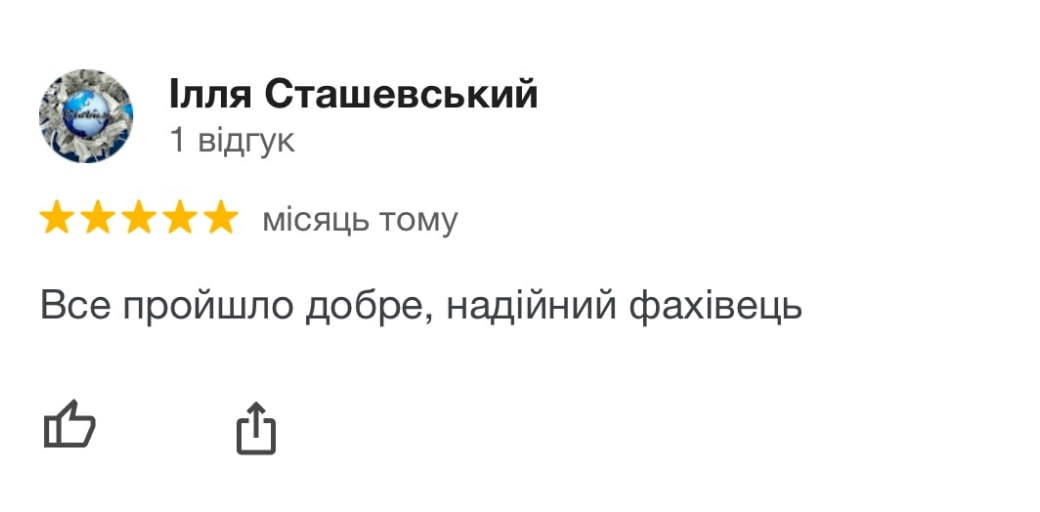 Ілля Сташевський
1 відгук
місяць тому
Все пройшло добре, надійний фахівець